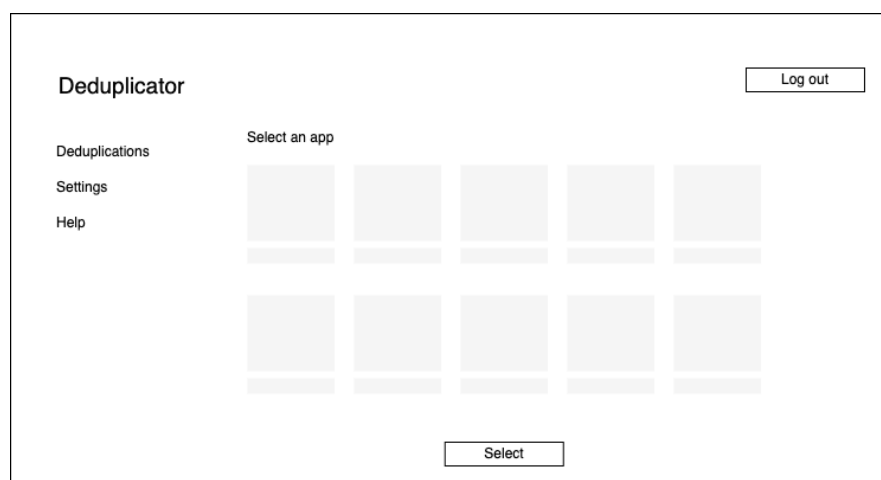 Deduplicator
Log out
Deduplications
Settings
Help
Select an app
Select